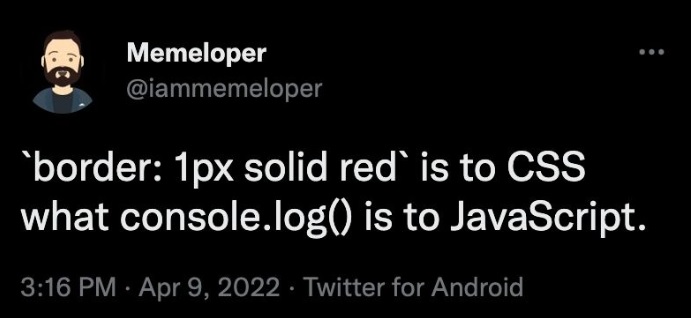 Memeloper
@iammemeloper
`border: 1px solid red` is to CSS
what console.log() is to JavaScript.
3:16 PM · Apr 9, 2022 · Twitter for Android